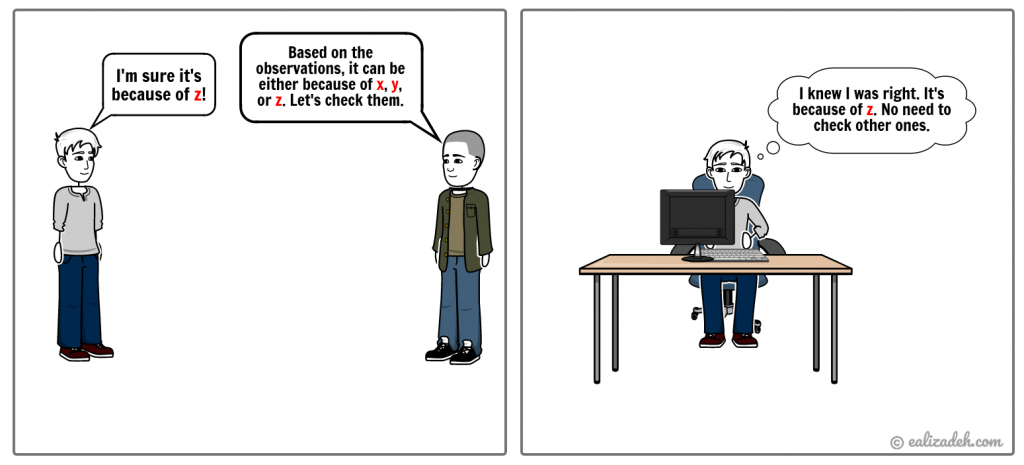 I'm sure it's
because of z!
Based on the
observations, it can be
either because of x, y,
or z. Let's check them.
I knew I was right. It's
because of z. No need to
check other ones.
© ealizadeh.com